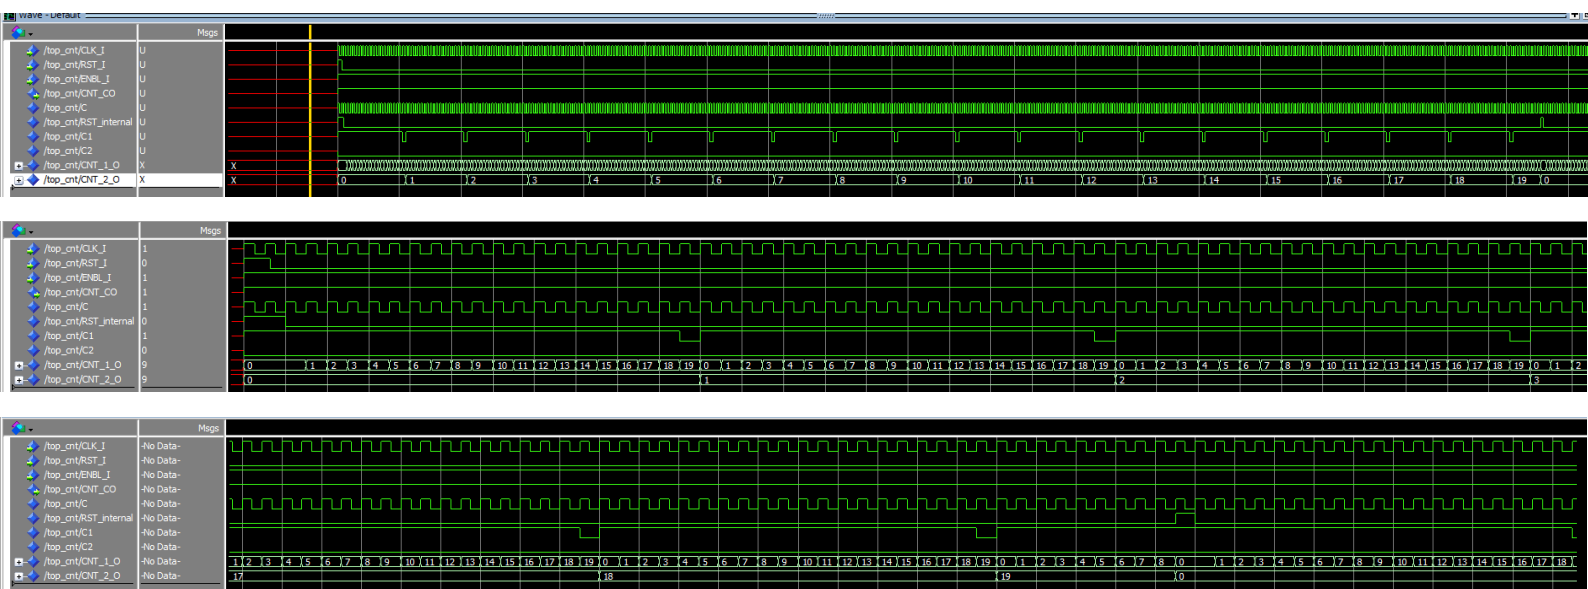 Wave - Default
Msgs
/top_cnt/CLK_I U
/top_cnt/RST_I U
/top_cnt/ENBL_I U
/top_cnt/CNT_CO U
/top_cnt/C U
/top_cnt/RST_internal U
/top_cnt/C1 U
/top_cnt/C2 U
/top_cnt/CNT_1_O X X
/top_cnt/CNT_2_O X X 0 1 2 3 4 5 6 7 8 9 10 11 12 13 14 15 16 17 18 19 0
Msgs
/top_cnt/CLK_I 1
/top_cnt/RST_I 0
/top_cnt/ENBL_I 1
/top_cnt/CNT_CO 1
/top_cnt/C 1
/top_cnt/RST_internal 0
/top_cnt/C1 1
/top_cnt/C2 0
/top_cnt/CNT_1_O 9 0 1 2 3 4 5 6 7 8 9 10 11 12 13 14 15 16 17 18 19 0 1 2 3 4 5 6 7 8 9 10 11 12 13 14 15 16 17 18 19 0 1 2 3 4 5 6 7 8 9 10 11 12 13 14 15 16 17 18 19 0 1 2
/top_cnt/CNT_2_O 9 0 1 2 3
Msgs
/top_cnt/CLK_I -No Data-
/top_cnt/RST_I -No Data-
/top_cnt/ENBL_I -No Data-
/top_cnt/CNT_CO -No Data-
/top_cnt/C -No Data-
/top_cnt/RST_internal -No Data-
/top_cnt/C1 -No Data-
/top_cnt/C2 -No Data-
/top_cnt/CNT_1_O -No Data- 1 2 3 4 5 6 7 8 9 10 11 12 13 14 15 16 17 18 19 0 1 2 3 4 5 6 7 8 9 10 11 12 13 14 15 16 17 18 19 0 1 2 3 4 5 6 7 8 0 1 2 3 4 5 6 7 8 9 10 11 12 13 14 15 16 17 18
/top_cnt/CNT_2_O -No Data- 17 18 19 0